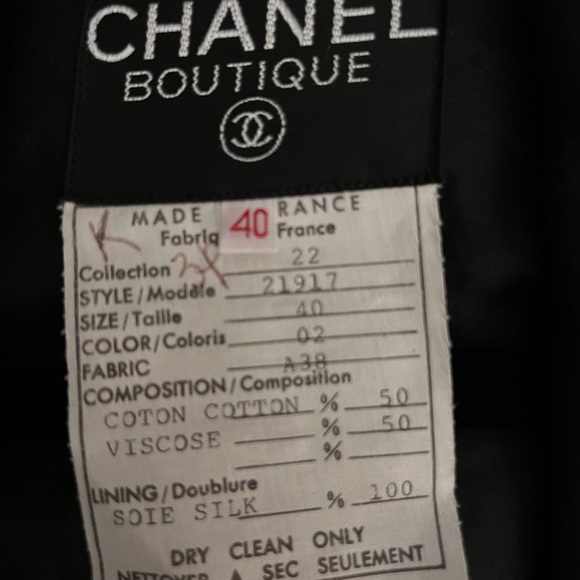 CHANEL
BOUTIQUE
MADE 40 RANCE
Fabriq France
Collection 22
STYLE/Modèle 21917
SIZE/Taille 40
COLOR/Coloris 02
FABRIC A38
COMPOSITION/Composition
COTON COTTON % 50
VISCOSE % 50
%
LINING/Doublure
SOIE SILK % 100
DRY CLEAN ONLY
NETTOYER A SEC SEULEMENT